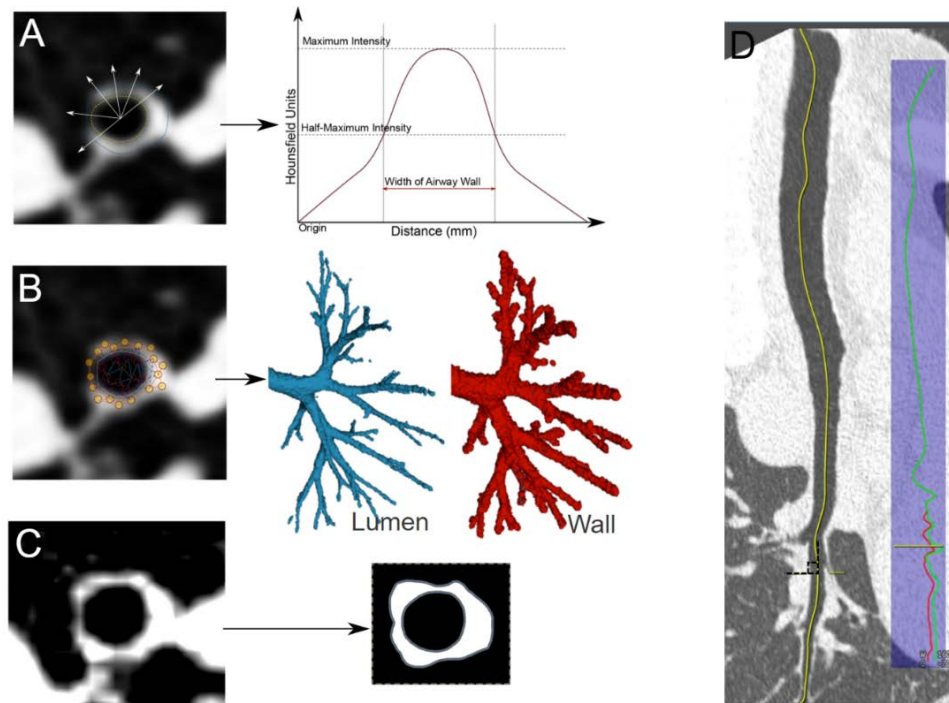 A
Maximum Intensity
Half-Maximum Intensity
Width of Airway Wall
Hounsfield Units
Origin
Distance (mm)
B
Lumen
Wall
C
D